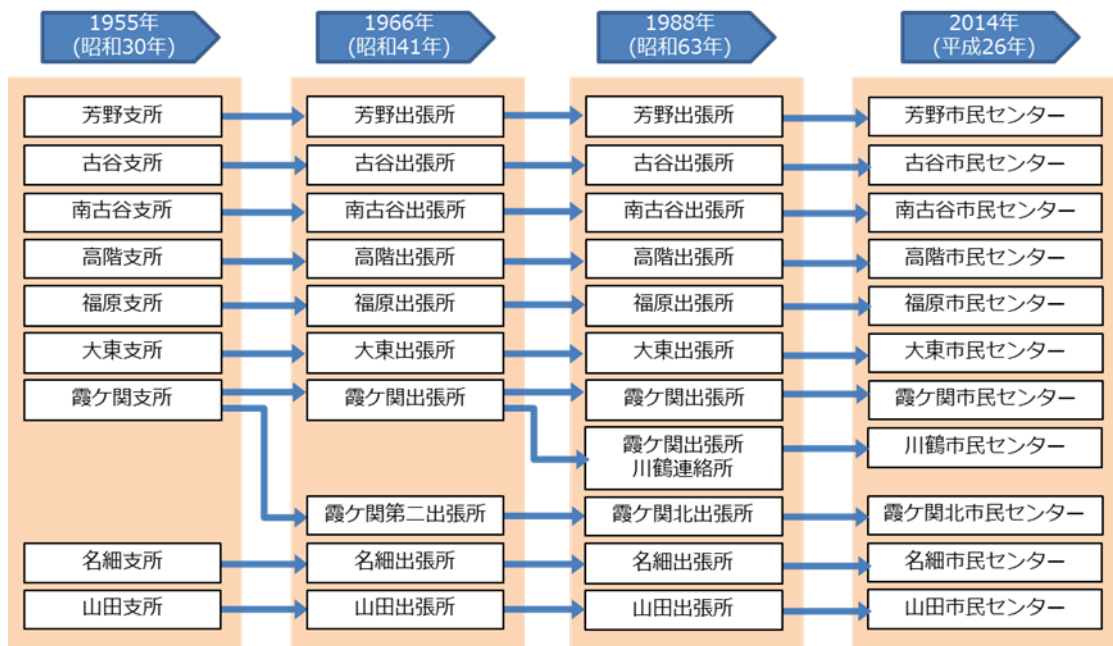 1955年
(昭和30年)
1966年
(昭和41年)
1988年
(昭和63年)
2014年
(平成26年)
芳野支所
芳野出張所
芳野出張所
芳野市民センター
古谷支所
古谷出張所
古谷出張所
古谷市民センター
南古谷支所
南古谷出張所
南古谷出張所
南古谷市民センター
高階支所
高階出張所
高階出張所
高階市民センター
福原支所
福原出張所
福原出張所
福原市民センター
大東支所
大東出張所
大東出張所
大東市民センター
霞ケ関支所
霞ケ関出張所
霞ケ関出張所
霞ケ関市民センター
霞ケ関出張所
川鶴連絡所
川鶴市民センター
霞ケ関第二出張所
霞ケ関北出張所
霞ケ関北市民センター
名細支所
名細出張所
名細出張所
名細市民センター
山田支所
山田出張所
山田出張所
山田市民センター